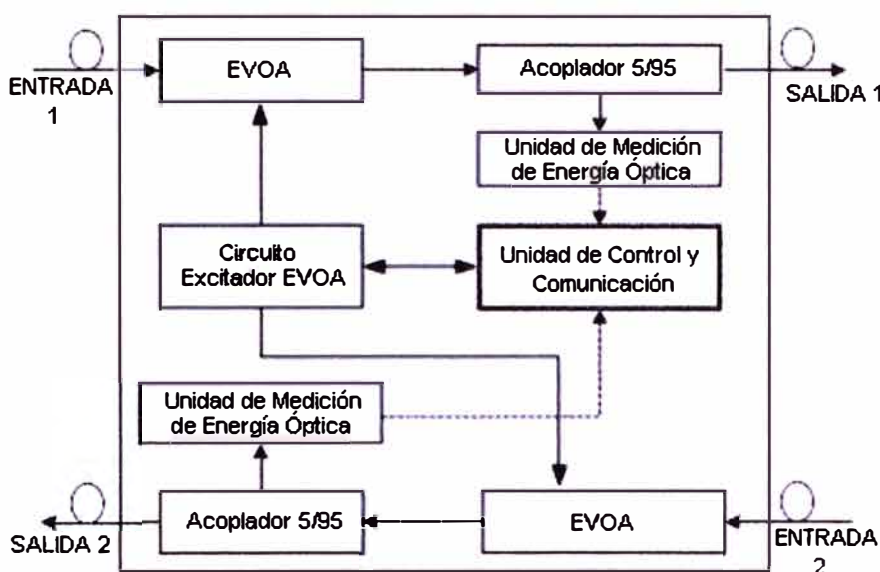 EVOA
Acoplador 5/95
ENTRADA
1
SALIDA 1
Unidad de Medición
de Energía Óptica
Circuito
Excitador EVOA
Unidad de Control y
Comunicación
Unidad de Medición
de Energía Óptica
Acoplador 5/95
EVOA
SALIDA 2
ENTRADA
2